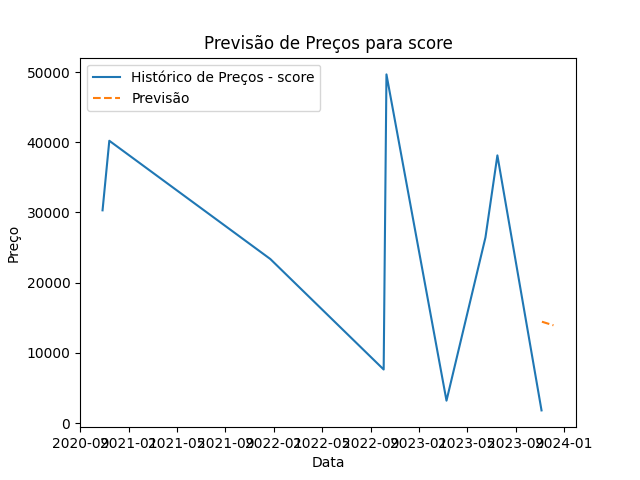 Previsão de Preços para score
Histórico de Preços - score
Previsão
Preço
50000
40000
30000
20000
10000
0
2020-09 2021-01 2021-05 2021-09 2022-01 2022-05 2022-09 2023-01 2023-05 2023-09 2024-01
Data